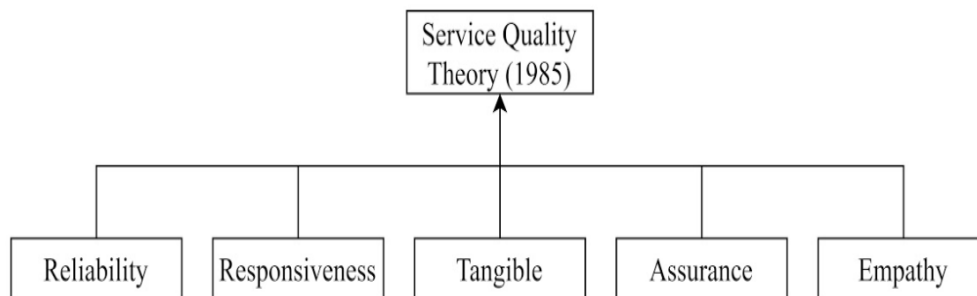 Service Quality
Theory (1985)
Reliability
Responsiveness
Tangible
Assurance
Empathy